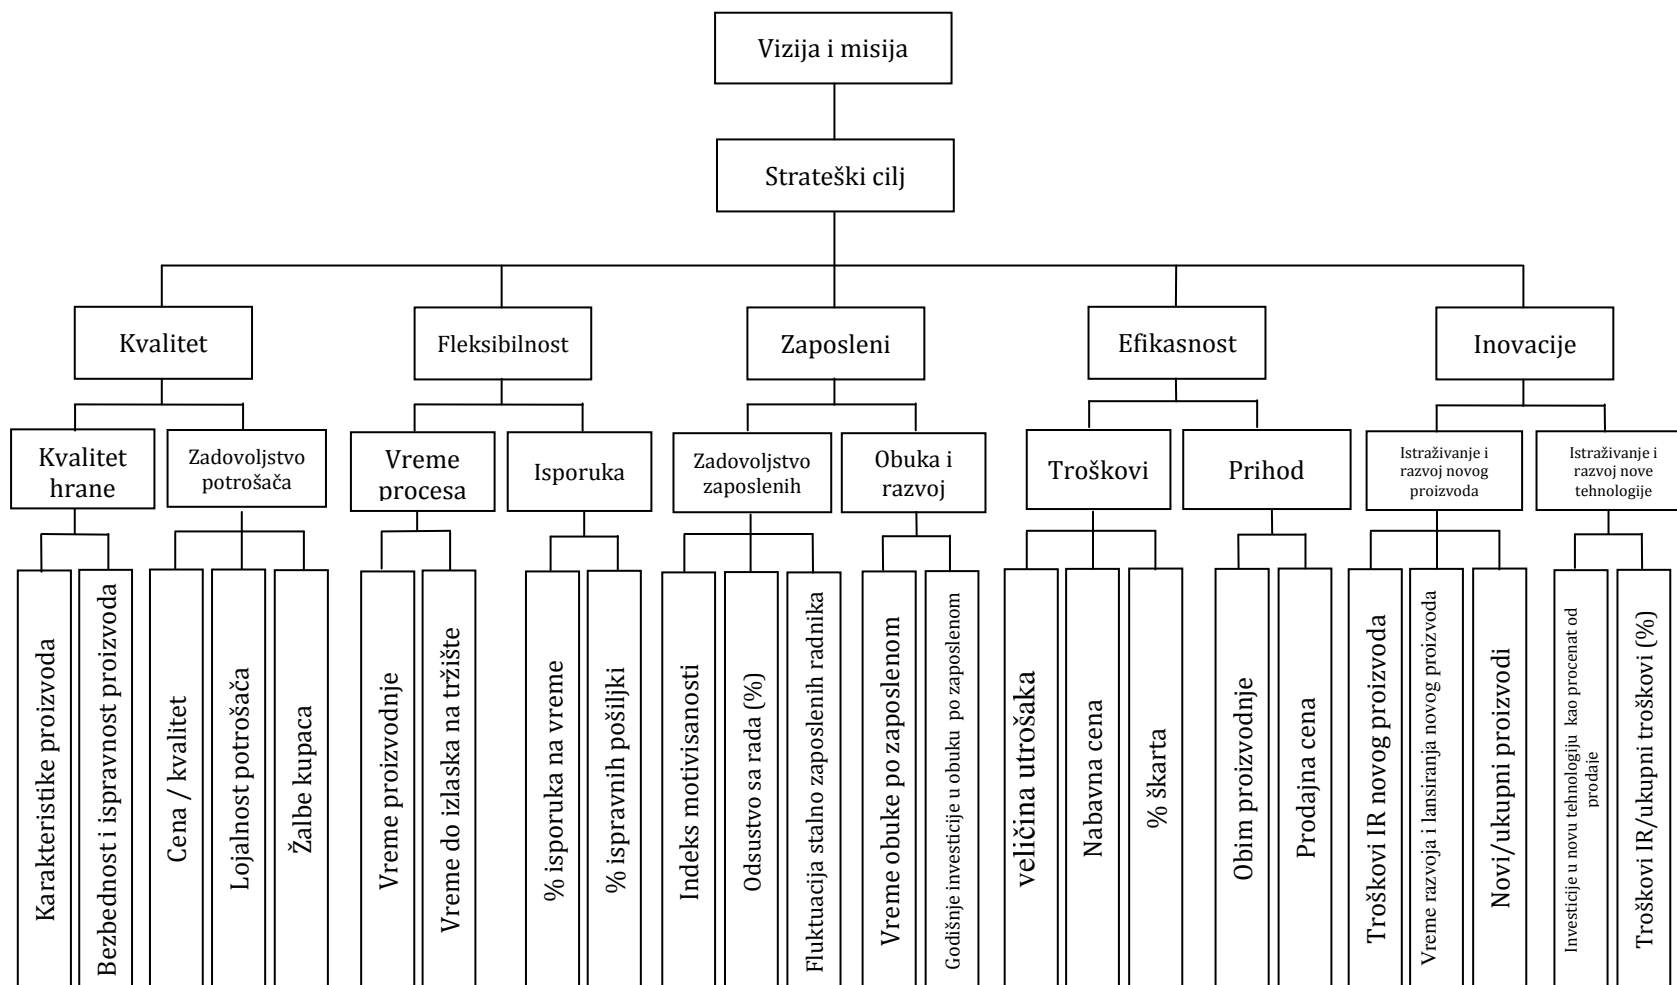 Vizija i misija
Strateški cilj
Kvalitet
Fleksibilnost
Zaposleni
Efikasnost
Inovacije
Kvalitet
hrane
Zadovoljstvo
potrošača
Vreme
procesa
Isporuka
Zadovoljstvo
zaposlenih
Obuka i
razvoj
Troškovi
Prihod
Istraživanje i
razvoj novog
proizvoda
Istraživanje i
razvoj nove
tehnologije
Karakteristike proizvoda
Bezbednost i ispravnost proizvoda
Cena / kvalitet
Lojalnost potrošača
Žalbe kupaca
Vreme proizvodnje
Vreme do izlaska na tržište
% isporuka na vreme
% ispravnih pošiljki
Indeks motivisanosti
Odsustvo sa rada (%)
Fluktuacija stalno zaposlenih radnika
Vreme obuke po zaposlenom
Godišnje investicije u obuku po zaposlenom
veličina utrošaka
Nabavna cena
% škarta
Obim proizvodnje
Prodajna cena
Troškovi IR novog proizvoda
Vreme razvoja i lansiranja novog proizvoda
Novi/ukupni proizvodi
Investicije u novu tehnologiju kao procenat od
prodaje
Troškovi IR/ukupni troškovi (%)